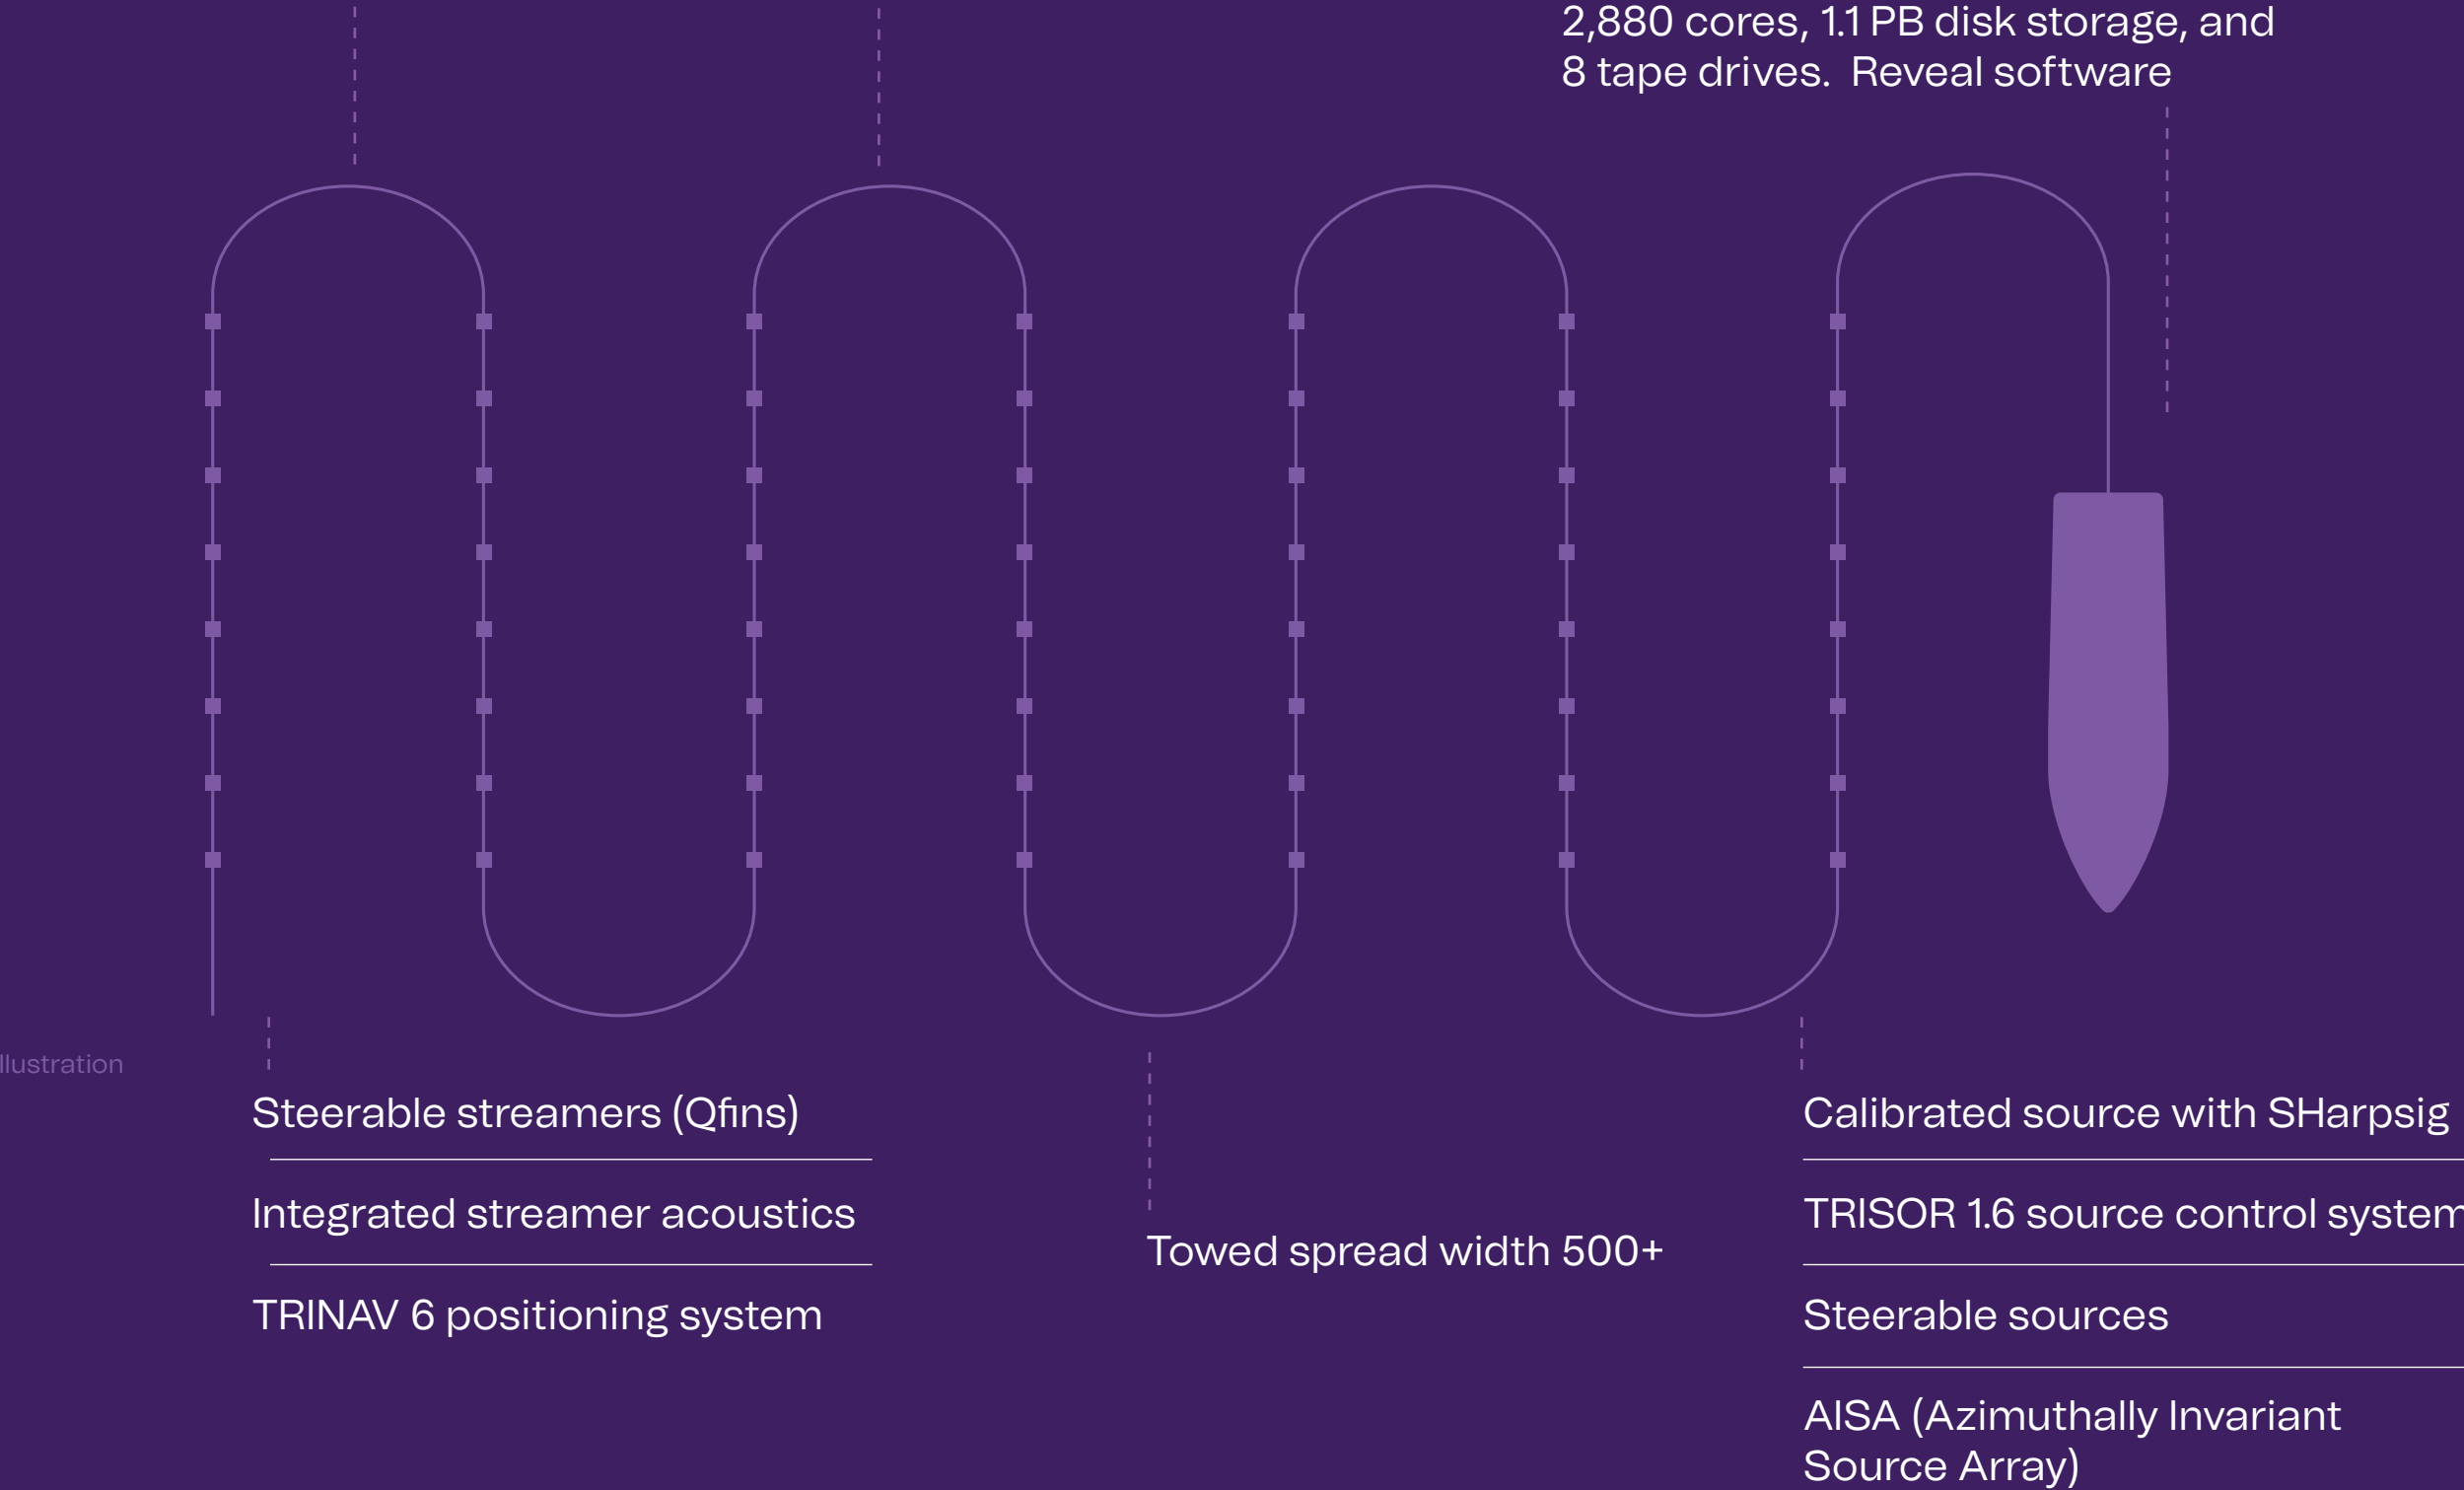 2,880 cores, 1.1 PB disk storage, and
8 tape drives.  Reveal software
llustration
Steerable streamers (Qfins)
Integrated streamer acoustics
TRINAV 6 positioning system
Towed spread width 500+
Calibrated source with SHarpsig
TRISOR 1.6 source control system
Steerable sources
AISA (Azimuthally Invariant
Source Array)